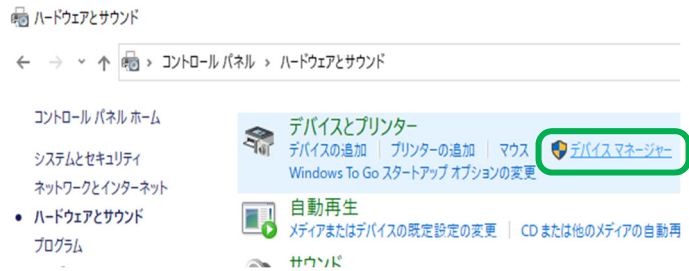 ハードウェアとサウンド
コントロール パネル › ハードウェアとサウンド
コントロール パネル ホーム
システムとセキュリティ
ネットワークとインターネット
ハードウェアとサウンド
プログラム
デバイスとプリンター
デバイスの追加 | プリンターの追加 | マウス デバイス マネージャー
Windows To Go スタートアップ オプションの変更
自動再生
メディアまたはデバイスの既定設定の変更 | CD または他のメディアの自動再
サウンド